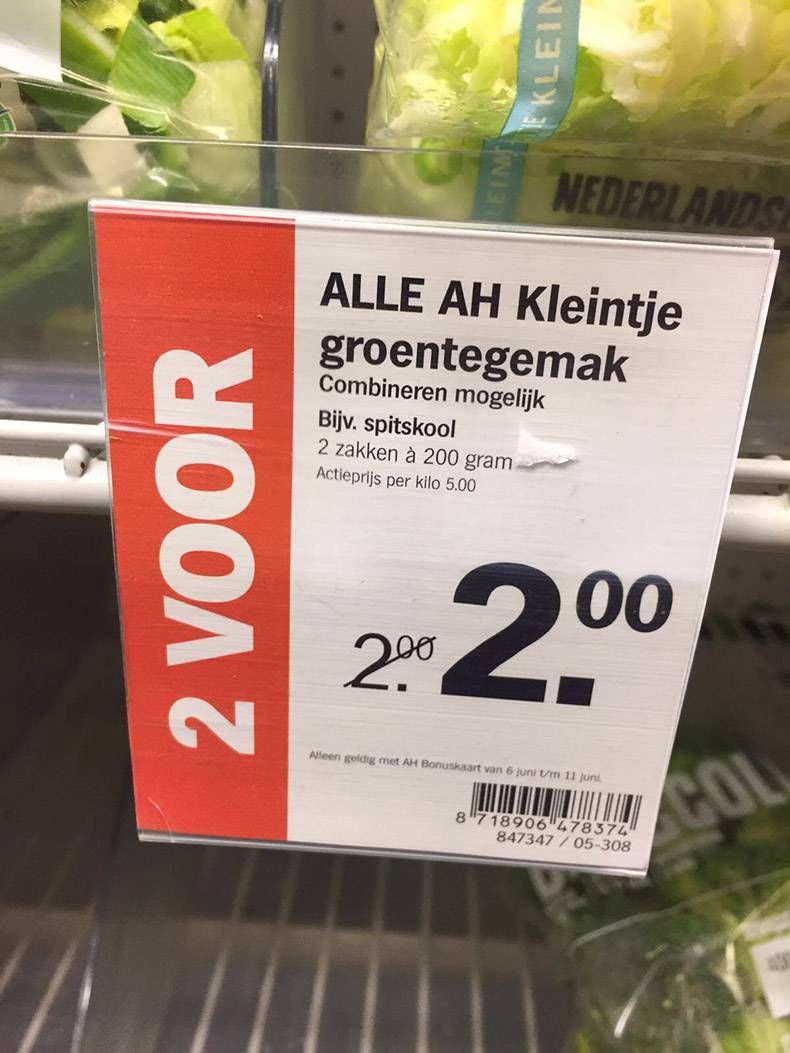 E KLEIN
LEINT
NEDERLANDS
2 VOOR
ALLE AH Kleintje
groentegemak
Combineren mogelijk
Bijv. spitskool
2 zakken à 200 gram
Actieprijs per kilo 5.00
2.00 2.00
Alleen geldig met AH Bonuskaart van 6 juni t/m 11 juni.
8 718906 478374
847347 / 05-308
CCOL